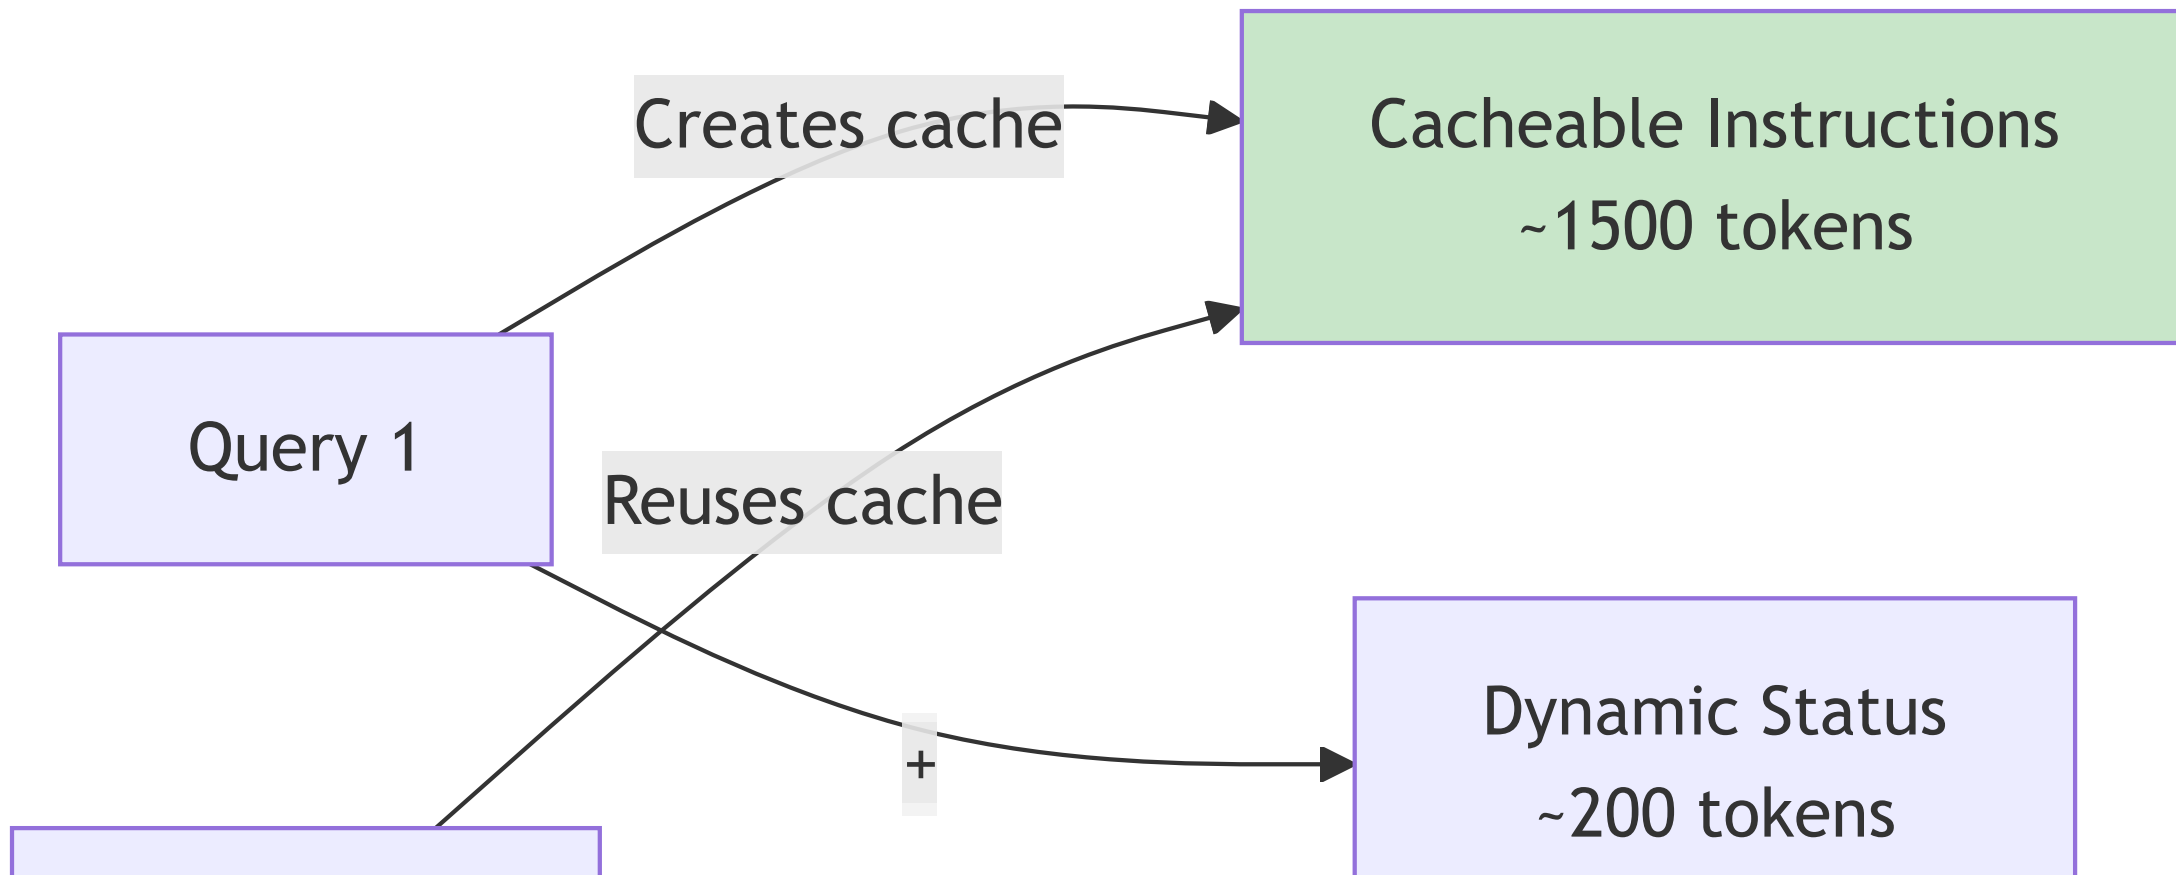 Creates cache
Cacheable Instructions
~1500 tokens
Query 1
Reuses cache
+
Dynamic Status
~200 tokens